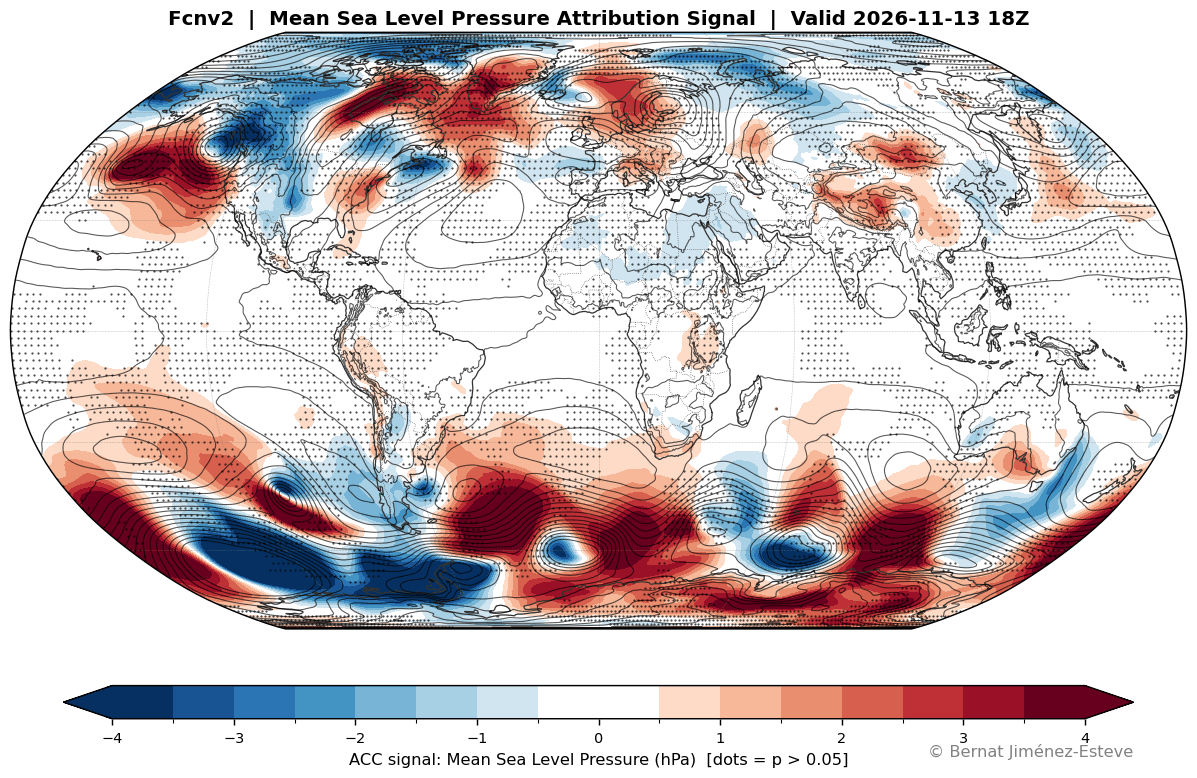 Fcnv2 | Mean Sea Level Pressure Attribution Signal | Valid 2026-11-13 18Z
−4 −3 −2 −1 0 1 2 3 4
ACC signal: Mean Sea Level Pressure (hPa) [dots = p > 0.05]
© Bernat Jiménez-Esteve